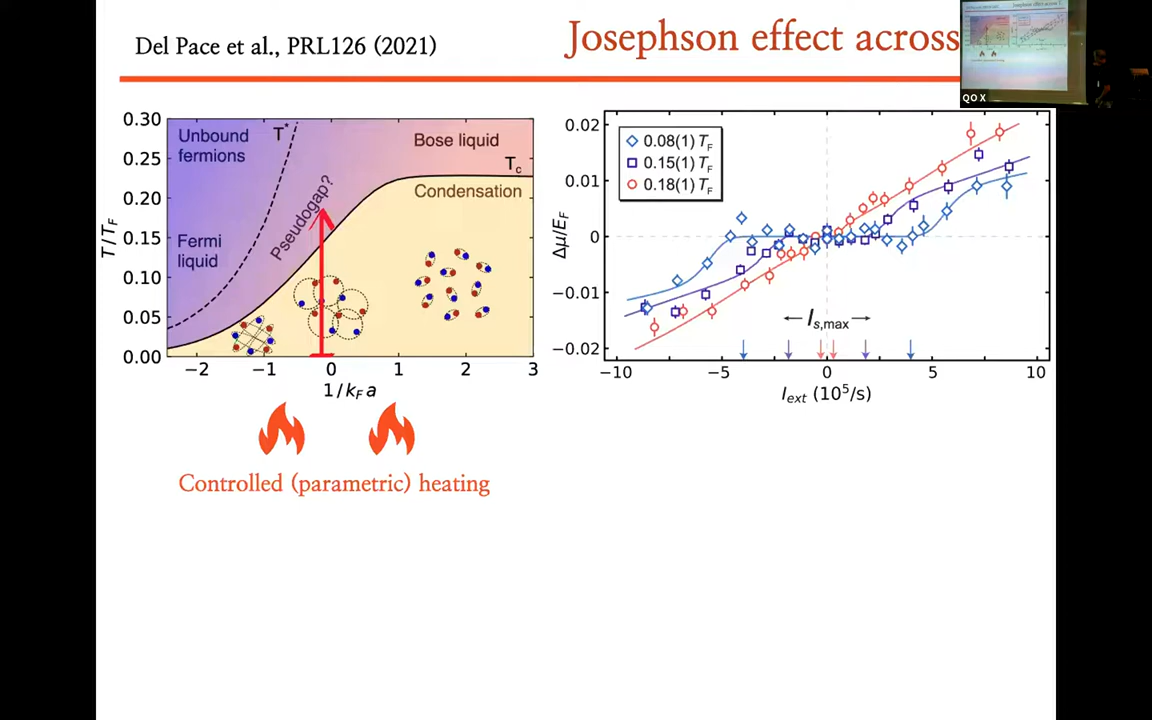 Del Pace et al., PRL126 (2021)
Josephson effect across
QO X
0.30
0.25
0.20
0.15
0.10
0.05
0.00
T/T_F
Unbound
fermions
T*
Bose liquid
T_c
Condensation
Pseudogap?
Fermi
liquid
−2 −1 0 1 2 3
1/k_F a
Controlled (parametric) heating
0.02
0.01
0
−0.01
−0.02
Δμ/E_F
0.08(1) T_F
0.15(1) T_F
0.18(1) T_F
I_s,max
−10 −5 0 5 10
I_ext (10⁵/s)